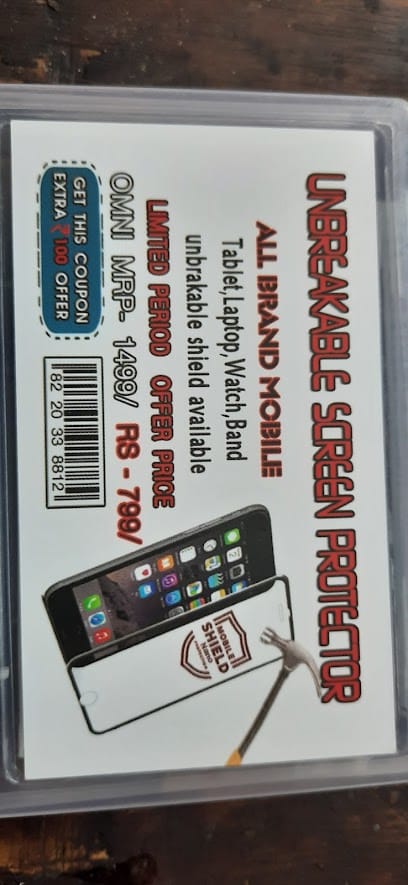 UNBREAKABLE SCREEN PROTECTOR
ALL BRAND MOBILE
Tablet,Laptop,Watch,Band
unbrakable shield available
LIMITED PERIOD OFFER PRICE
OMNI MRP- 1499/ RS - 799/
GET THIS COUPON
EXTRA ₹100 OFFER
82 20 33 8812
MOBILE
SHIELD